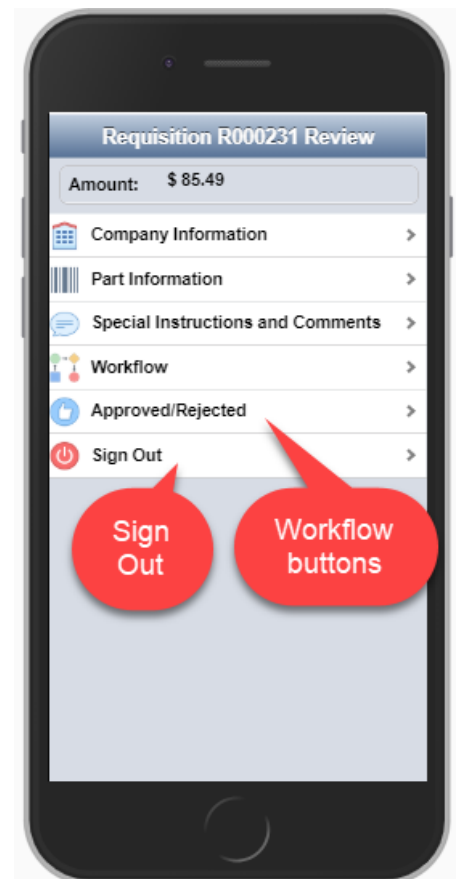 Requisition R000231 Review
Amount: $ 85.49
Company Information
Part Information
Special Instructions and Comments
Workflow
Approved/Rejected
Sign Out
Sign
Out
Workflow
buttons